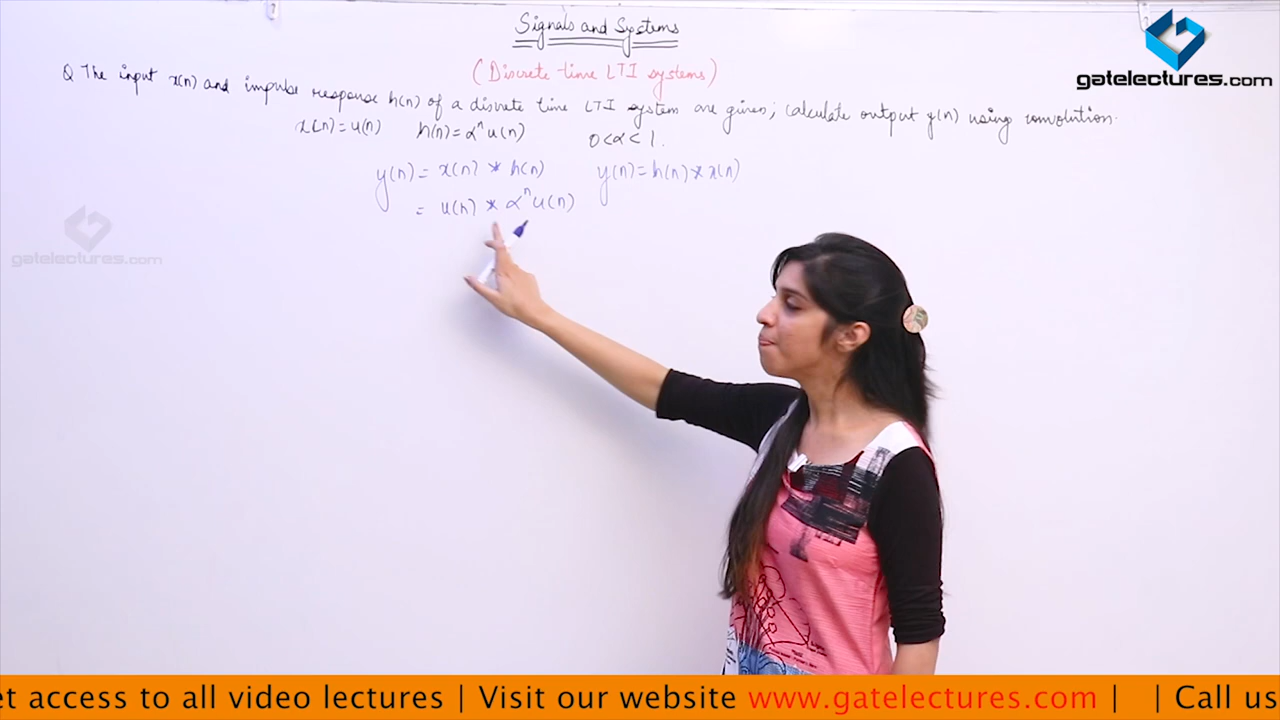 Signals and Systems
(Discrete time LTI systems)
Q The input x(n) and impulse response h(n) of a discrete time LTI system are given; calculate output y(n) using convolution.
x(n) = u(n) h(n) = α^n u(n) 0<α<1.
y(n) = x(n) * h(n) y(n) = h(n) * x(n)
= u(n) * α^n u(n)
gatelectures.com
gatelectures.com
et access to all video lectures | Visit our website www.gatelectures.com | | Call us